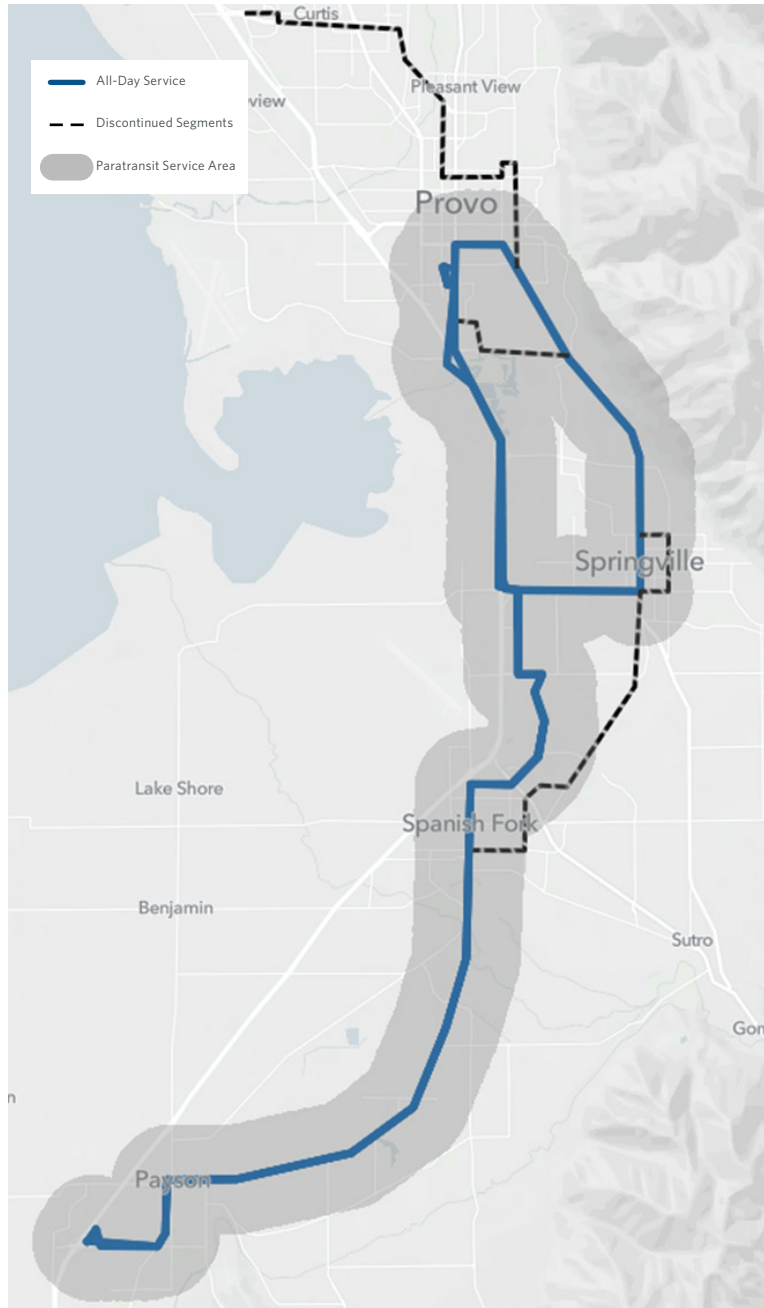 Curtis
All-Day Service
Pleasant View
view
Discontinued Segments
Paratransit Service Area
Provo
Springville
Lake Shore
Spanish Fork
Benjamin
Sutro
Gom
n
Payson